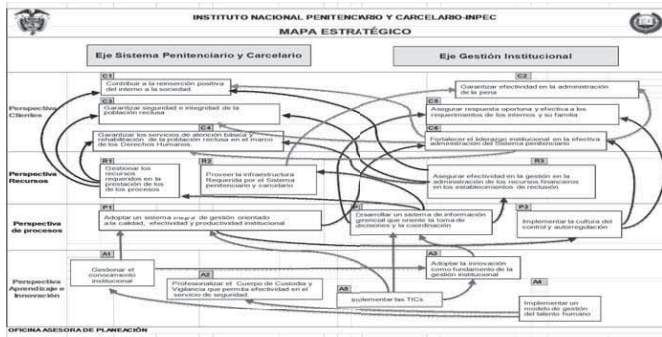 INSTITUTO NACIONAL PENITENCIARIO Y CARCELARIO-INPEC
MAPA ESTRATÉGICO
Eje Sistema Penitenciario y Carcelario
Eje Gestión Institucional
Perspectiva
Clientes
C1
Contribuir a la reinserción positiva
del interno a la sociedad.
C2
Garantizar efectividad en la administración
de la pena
C3
Garantizar seguridad e integridad de la
población reclusa
C5
Asegurar respuesta oportuna y efectiva a los
requerimientos de los internos y su familia
C4
Garantizar los servicios de atención básica y
rehabilitación de la población reclusa en el marco
de los Derechos Humanos.
C6
Fortalecer el liderazgo institucional en la efectiva
administración del Sistema penitenciario
Perspectiva
Recursos
R1
Gestionar los
recursos
requeridos en la
prestación de los
de los procesos
R2
Proveer la infraestructura
Requerida por el Sistema
penitenciario y carcelario
R3
Asegurar efectividad en la gestión en la
administración de los recursos financieros
en los establecimientos de reclusión
Perspectiva
de procesos
P1
Adoptar un sistema de gestión orientado
a la calidad, efectividad y productividad institucional
Desarrollar un sistema de información
gerencial que oriente la toma de
decisiones y la coordinación
P3
Implementar la cultura del
control y autorregulación
Perspectiva
Aprendizaje e
Innovación
A1
Gestionar el
conocimiento
institucional
A2
Profesionalizar el Cuerpo de Custodia y
Vigilancia que permita efectividad en el
servicio de seguridad.
A3
Adoptar la innovación
como fundamento de la
gestión institucional
A5
Implementar las TICs
A4
Implementar un
modelo de gestión
del talento humano
OFICINA ASESORA DE PLANEACIÓN